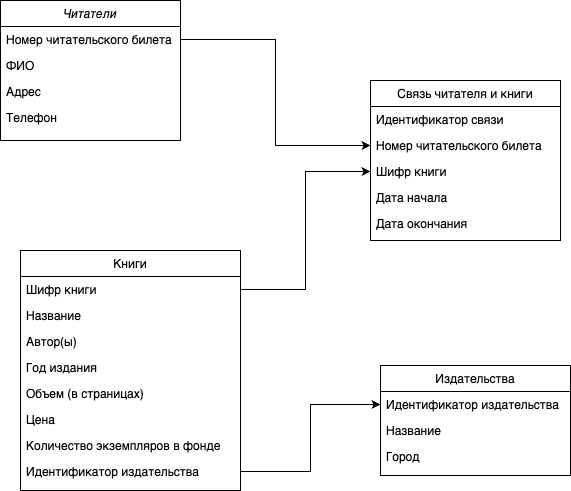 Читатели
Номер читательского билета
ФИО
Адрес
Телефон
Связь читателя и книги
Идентификатор связи
Номер читательского билета
Шифр книги
Дата начала
Дата окончания
Книги
Шифр книги
Название
Автор(ы)
Год издания
Объем (в страницах)
Цена
Количество экземпляров в фонде
Идентификатор издательства
Издательства
Идентификатор издательства
Название
Город